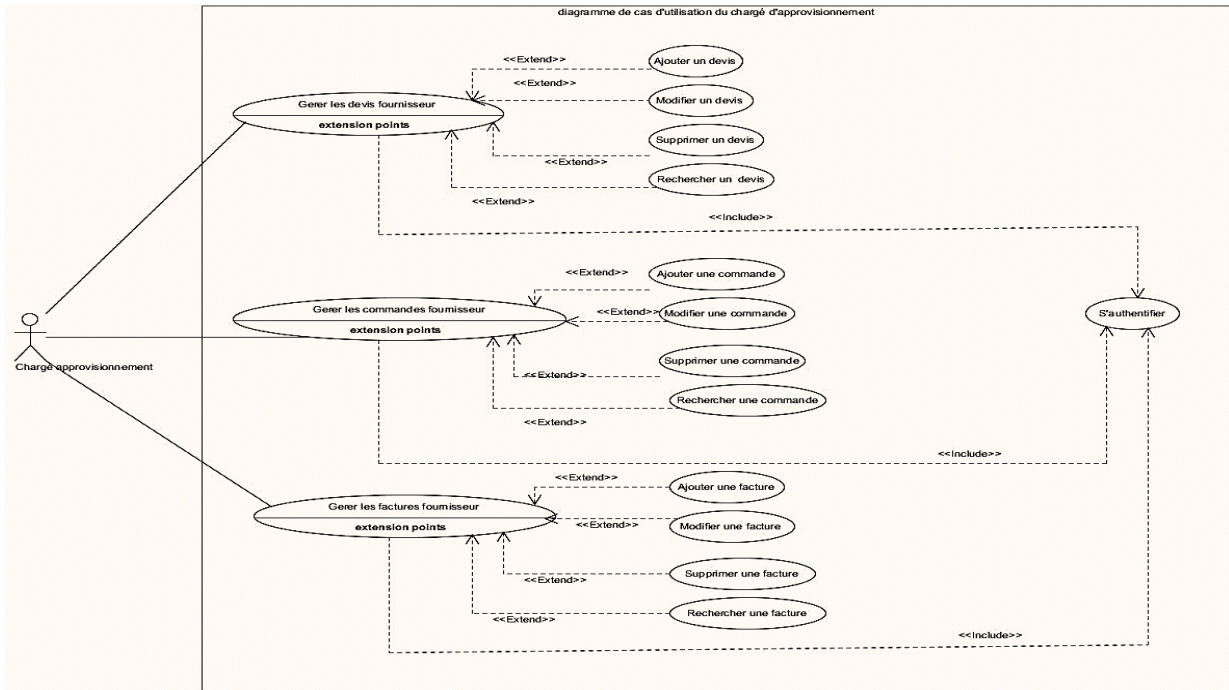 diagramme de cas d'utilisation du chargé d'approvisionnement
<<Extend>>
Ajouter un devis
<<Extend>>
Gerer les devis fournisseur
Modifier un devis
extension points
Supprimer un devis
<<Extend>>
Rechercher un devis
<<Extend>>
<<Include>>
<<Extend>>
Ajouter une commande
Gerer les commandes fournisseur
<<Extend>>
Modifier une commande
S'authentifier
extension points
Chargé approvisionnement
Supprimer une commande
<<Extend>>
Rechercher une commande
<<Extend>>
<<Include>>
<<Extend>>
Ajouter une facture
Gerer les factures fournisseur
<<Extend>>
Modifier une facture
extension points
Supprimer une facture
<<Extend>>
Rechercher une facture
<<Extend>>
<<Include>>